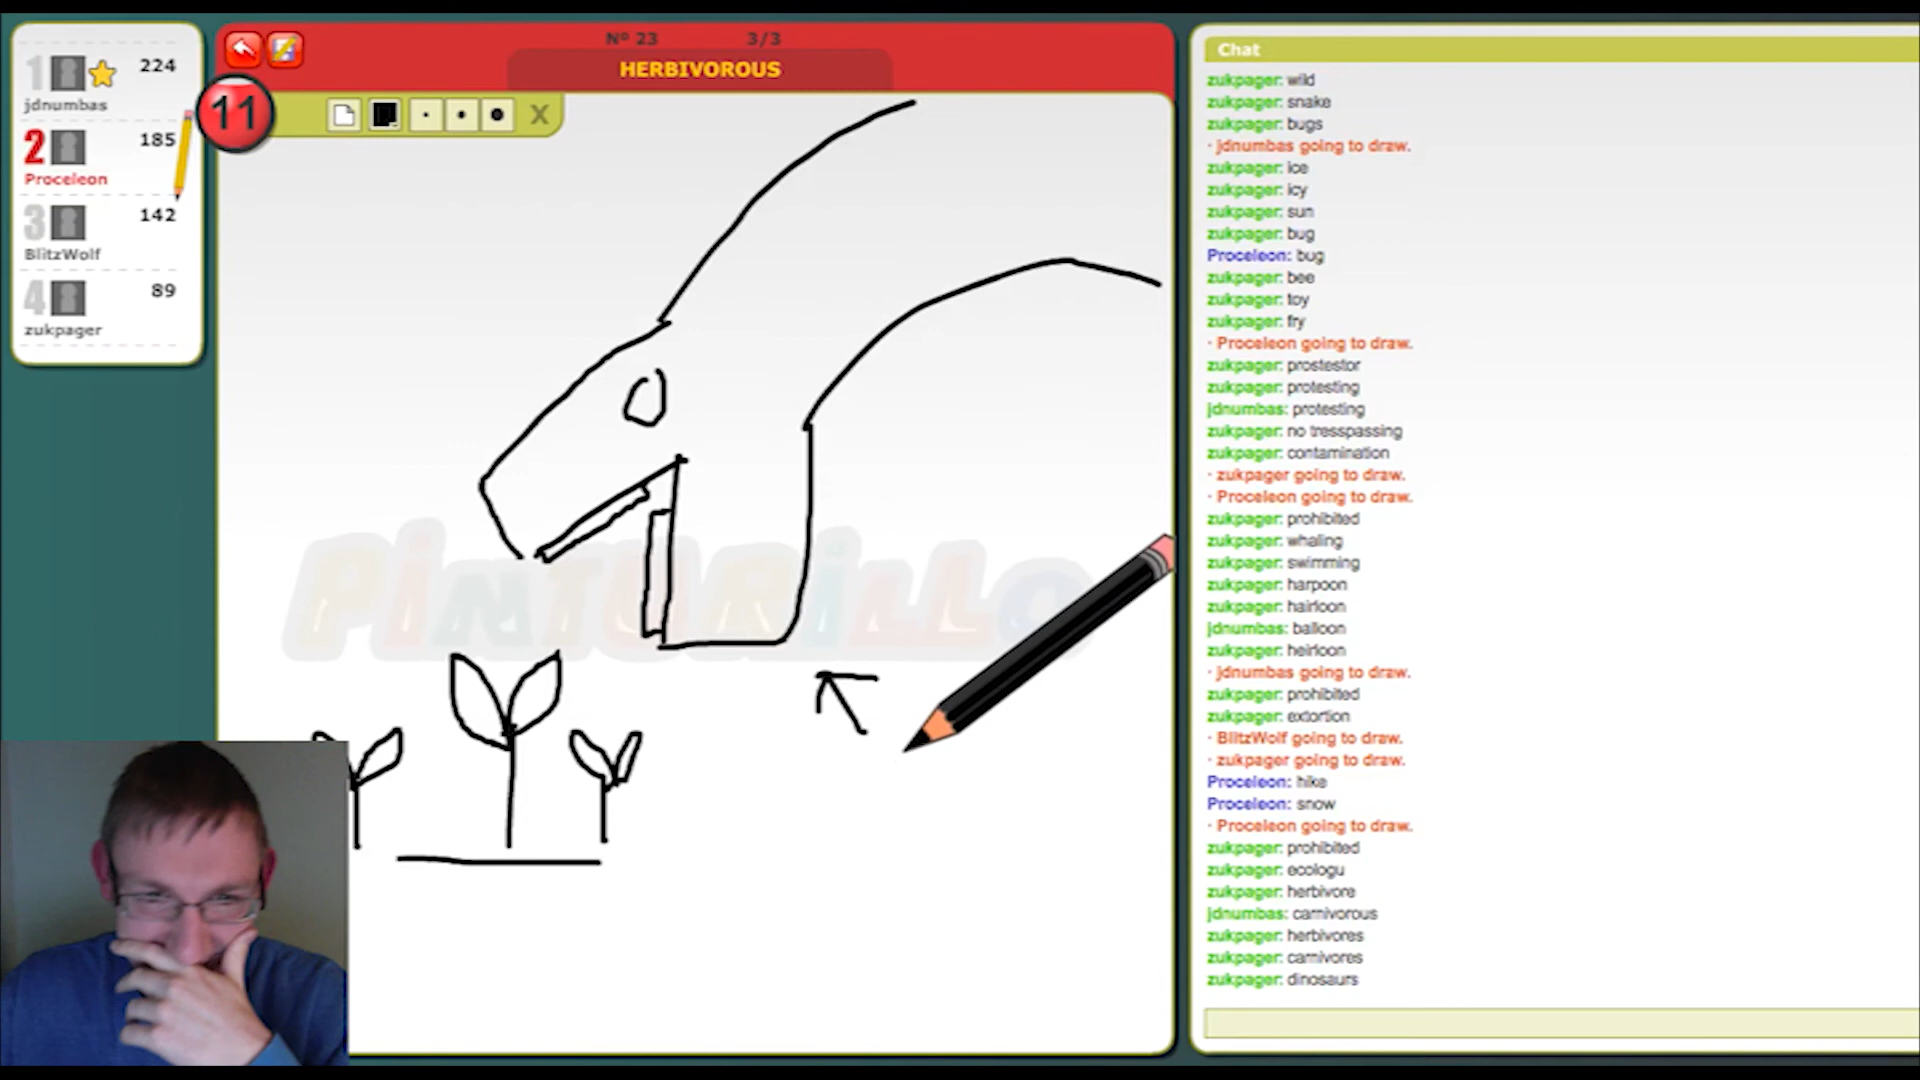 1 224
jdnumbas
2 185
Proceleon
3 142
BlitzWolf
4 89
zukpager
11
Nº 23 3/3
HERBIVOROUS
X
PINTURILLO
Chat
zukpager: wild
zukpager: snake
zukpager: bugs
· jdnumbas going to draw.
zukpager: ice
zukpager: icy
zukpager: sun
zukpager: bug
Proceleon: bug
zukpager: bee
zukpager: toy
zukpager: fry
· Proceleon going to draw.
zukpager: prostestor
zukpager: protesting
jdnumbas: protesting
zukpager: no tresspassing
zukpager: contamination
· zukpager going to draw.
· Proceleon going to draw.
zukpager: prohibited
zukpager: whaling
zukpager: swimming
zukpager: harpoon
zukpager: hairloon
jdnumbas: balloon
zukpager: heirloon
· jdnumbas going to draw.
zukpager: prohibited
zukpager: extortion
· BlitzWolf going to draw.
· zukpager going to draw.
Proceleon: hike
Proceleon: snow
· Proceleon going to draw.
zukpager: prohibited
zukpager: ecologu
zukpager: herbivore
jdnumbas: carnivorous
zukpager: herbivores
zukpager: carnivores
zukpager: dinosaurs